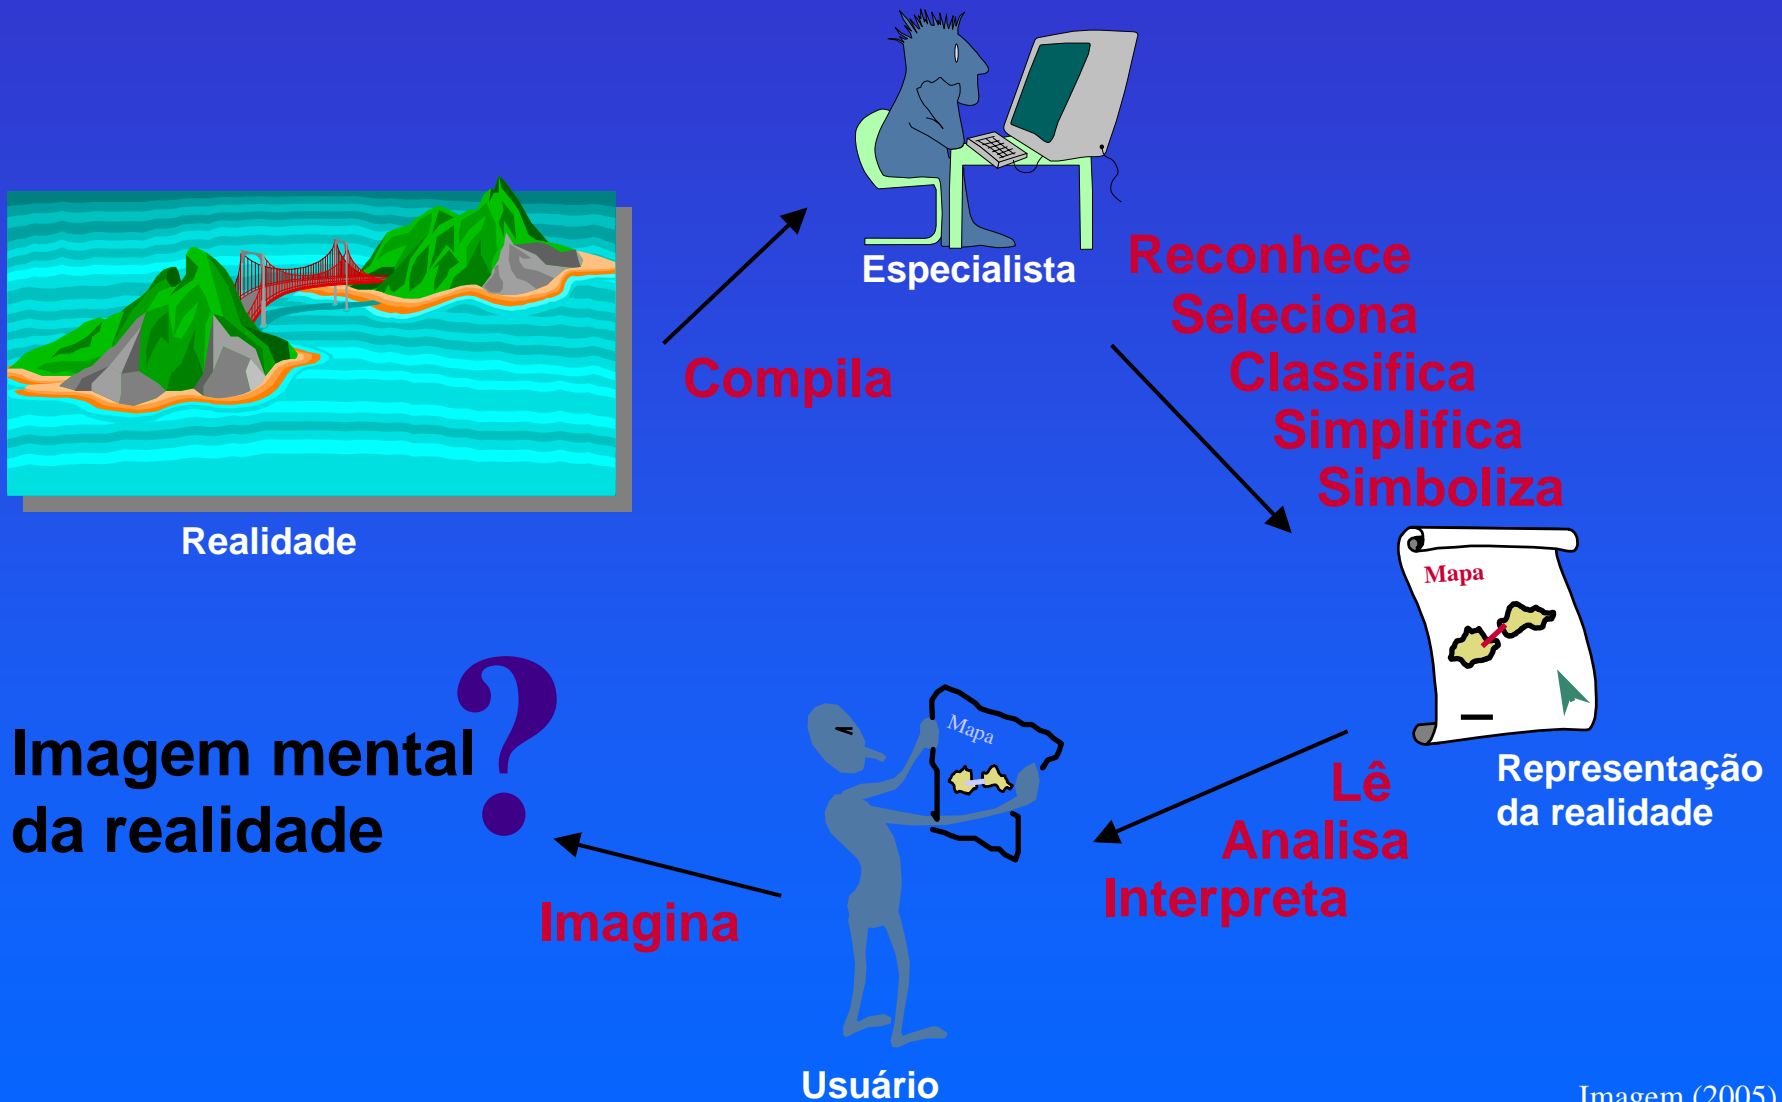 Especialista
Reconhece
Seleciona
Classifica
Simplifica
Simboliza
Compila
Realidade
Mapa
Representação
da realidade
Lê
Analisa
Interpreta
Mapa
Usuário
Imagina
Imagem mental
da realidade
?
Imagem (2005)